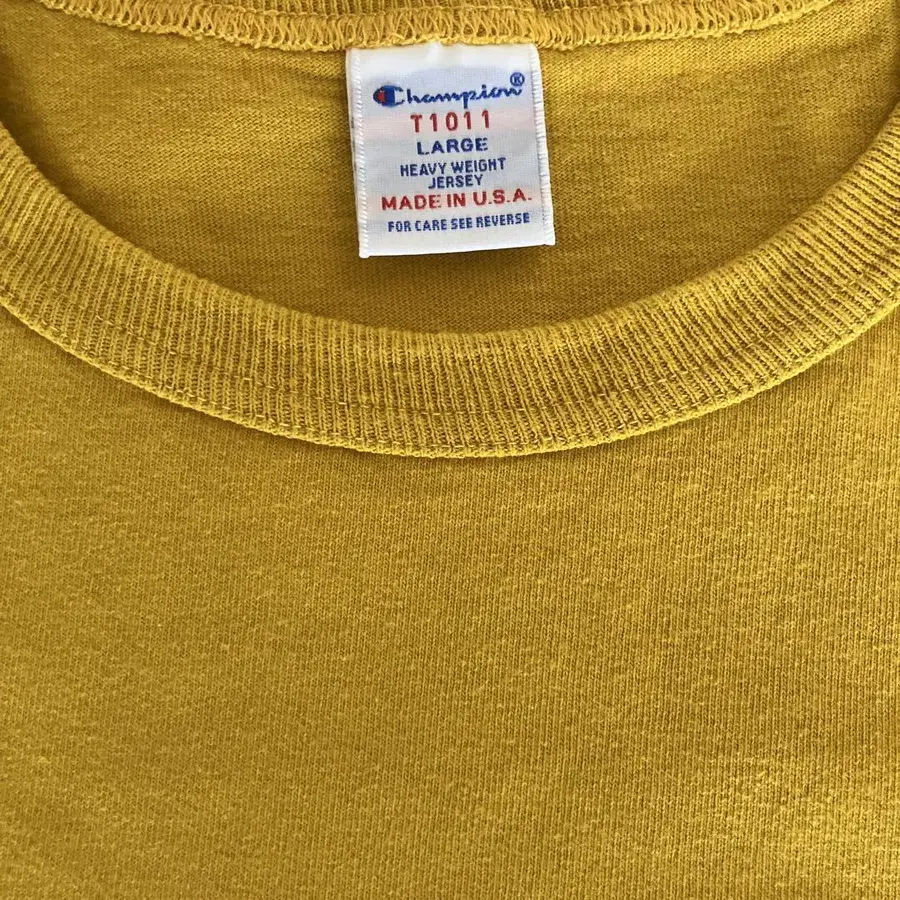 Champion®
T1011
LARGE
HEAVY WEIGHT
JERSEY
MADE IN U.S.A.
FOR CARE SEE REVERSE